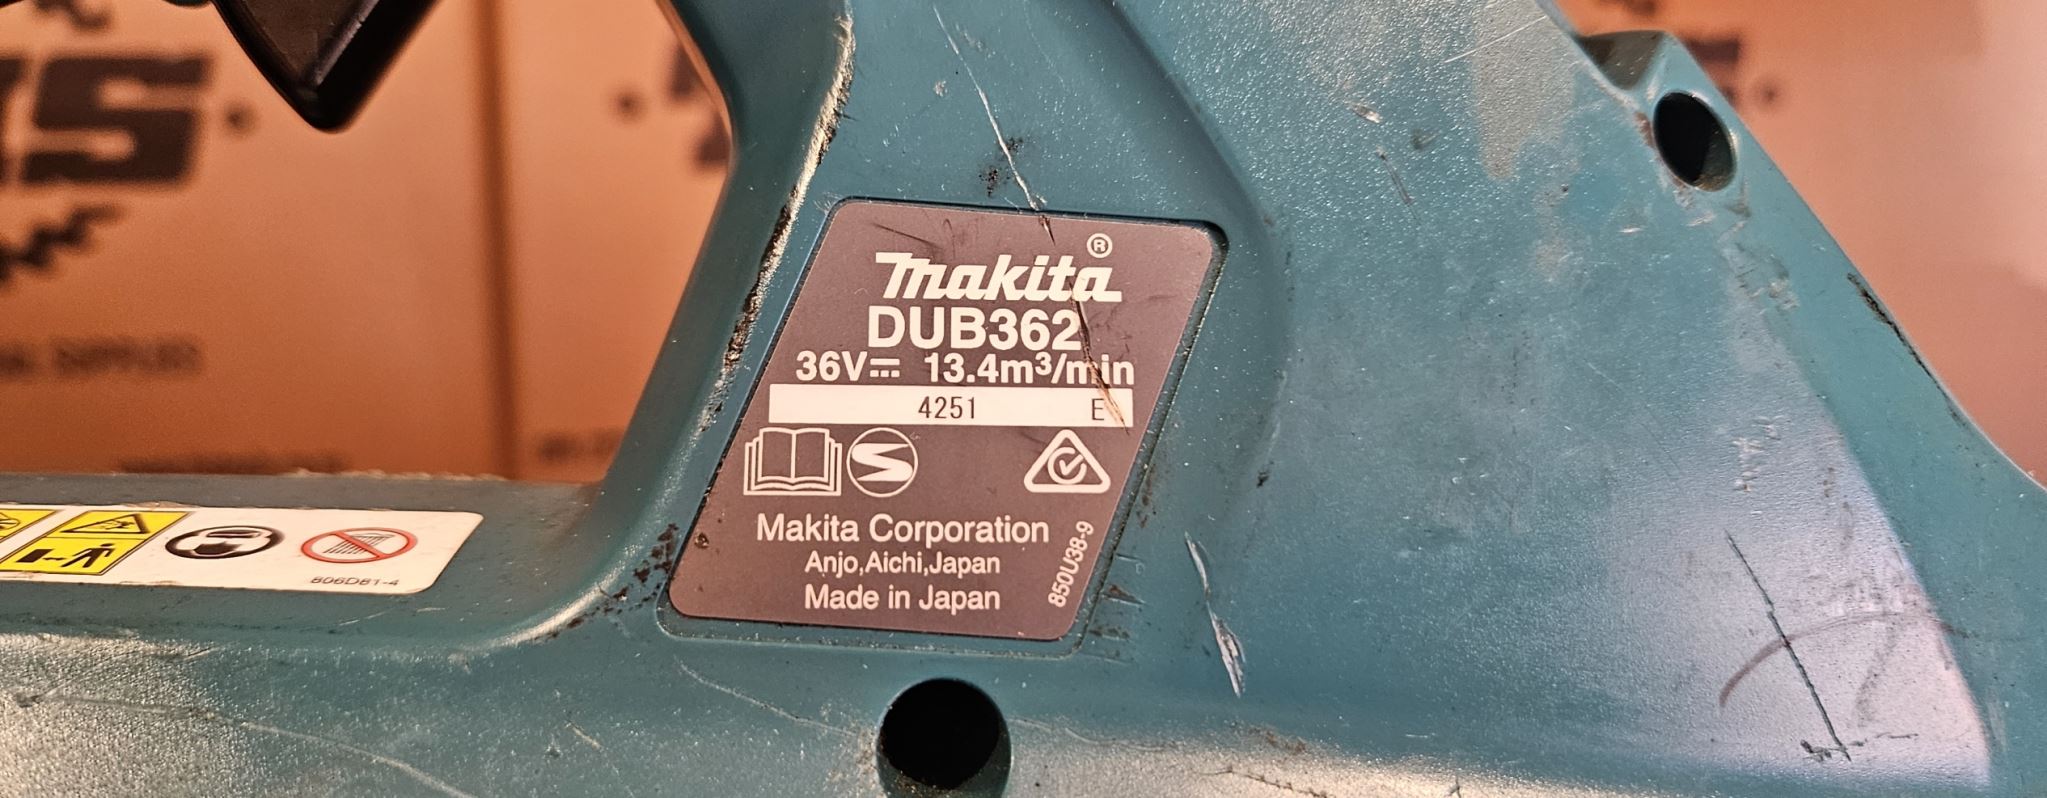 makita®
DUB362
36V⎓ 13.4m³/min
4251 E
Makita Corporation
Anjo,Aichi,Japan
Made in Japan
850U38-9
806D81-4